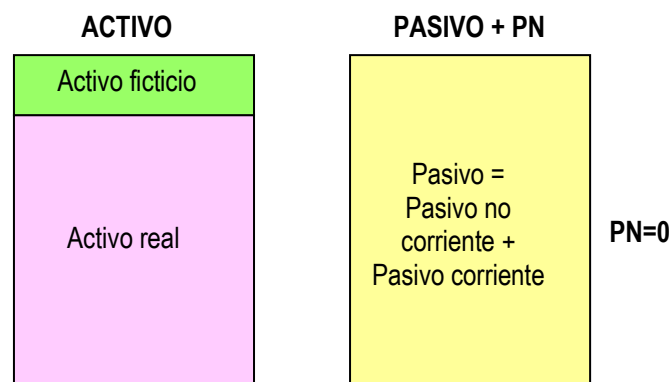 ACTIVO
PASIVO + PN
Activo ficticio
Activo real
Pasivo =
Pasivo no
corriente +
Pasivo corriente
PN=0